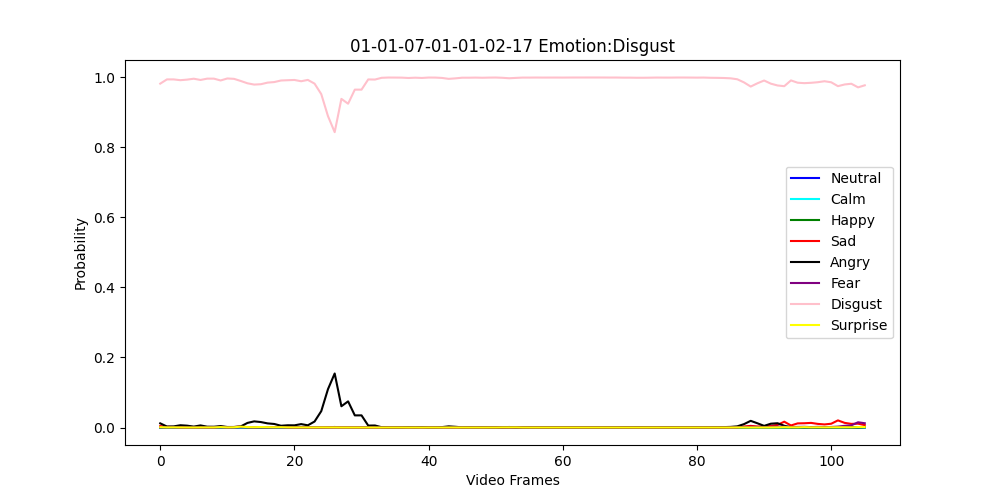 01-01-07-01-01-02-17 Emotion:Disgust
1.0
0.8
0.6
0.4
0.2
0.0
Probability
0 20 40 60 80 100
Video Frames
Neutral
Calm
Happy
Sad
Angry
Fear
Disgust
Surprise